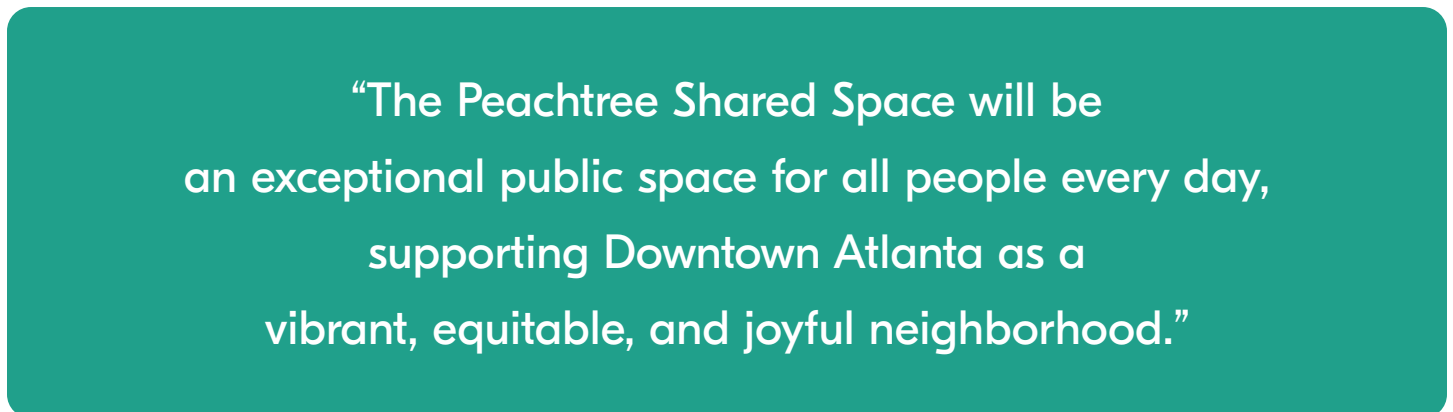 “The Peachtree Shared Space will be
an exceptional public space for all people every day,
supporting Downtown Atlanta as a
vibrant, equitable, and joyful neighborhood.”